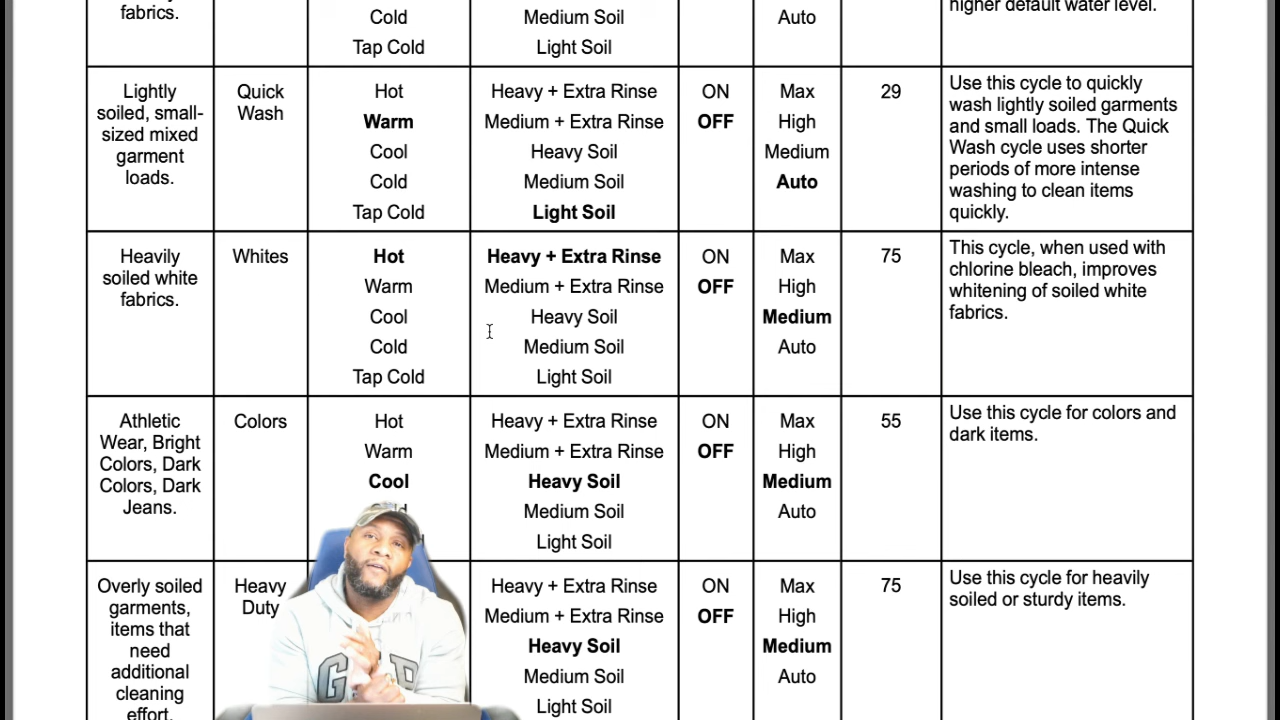 fabrics.
Cold
Tap Cold
Medium Soil
Light Soil
Auto
higher default water level.
Lightly
soiled, small-
sized mixed
garment
loads.
Quick
Wash
Hot
Warm
Cool
Cold
Tap Cold
Heavy + Extra Rinse
Medium + Extra Rinse
Heavy Soil
Medium Soil
Light Soil
ON
OFF
Max
High
Medium
Auto
29
Use this cycle to quickly
wash lightly soiled garments
and small loads. The Quick
Wash cycle uses shorter
periods of more intense
washing to clean items
quickly.
Heavily
soiled white
fabrics.
Whites
Hot
Warm
Cool
Cold
Tap Cold
Heavy + Extra Rinse
Medium + Extra Rinse
Heavy Soil
Medium Soil
Light Soil
ON
OFF
Max
High
Medium
Auto
75
This cycle, when used with
chlorine bleach, improves
whitening of soiled white
fabrics.
Athletic
Wear, Bright
Colors, Dark
Colors, Dark
Jeans.
Colors
Hot
Warm
Cool
Heavy + Extra Rinse
Medium + Extra Rinse
Heavy Soil
Medium Soil
Light Soil
ON
OFF
Max
High
Medium
Auto
55
Use this cycle for colors and
dark items.
Overly soiled
garments,
items that
need
additional
cleaning
effort.
Heavy
Duty
Heavy + Extra Rinse
Medium + Extra Rinse
Heavy Soil
Medium Soil
Light Soil
ON
OFF
Max
High
Medium
Auto
75
Use this cycle for heavily
soiled or sturdy items.